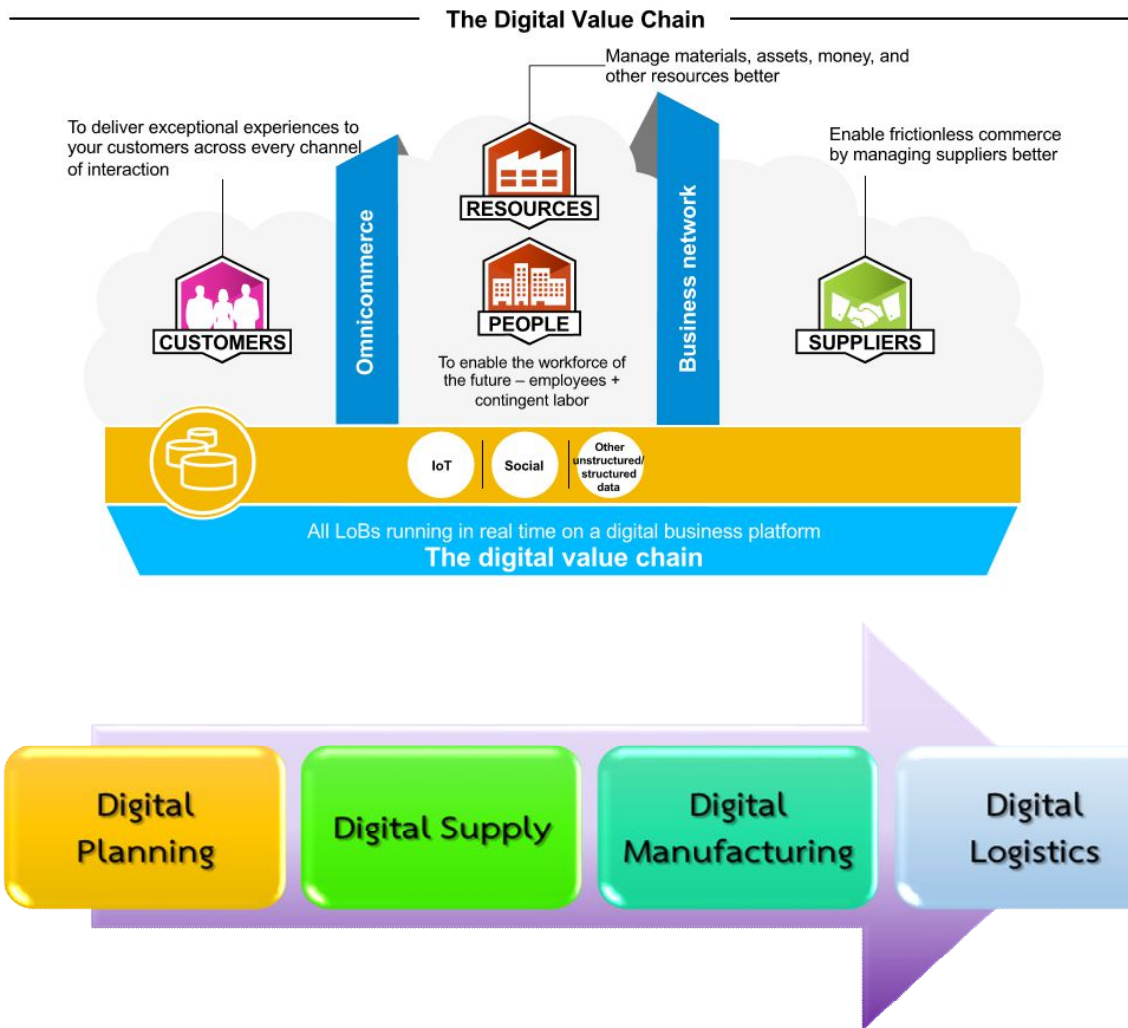 The Digital Value Chain
Manage materials, assets, money, and
other resources better
To deliver exceptional experiences to
your customers across every channel
of interaction
Enable frictionless commerce
by managing suppliers better
Omnicommerce
RESOURCES
Business network
CUSTOMERS
PEOPLE
SUPPLIERS
To enable the workforce of
the future – employees +
contingent labor
IoT
Social
Other
unstructured/
structured
data
All LoBs running in real time on a digital business platform
The digital value chain
Digital
Planning
Digital Supply
Digital
Manufacturing
Digital
Logistics